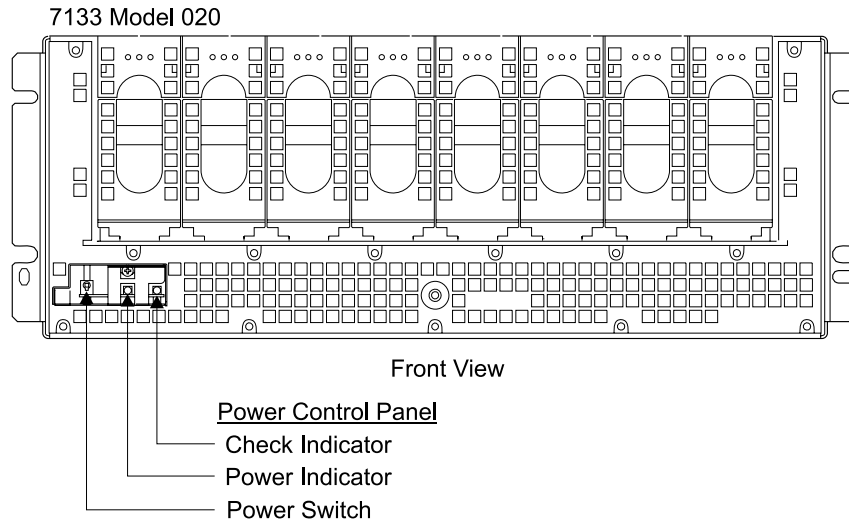 7133 Model 020
Front View
Power Control Panel
Check Indicator
Power Indicator
Power Switch